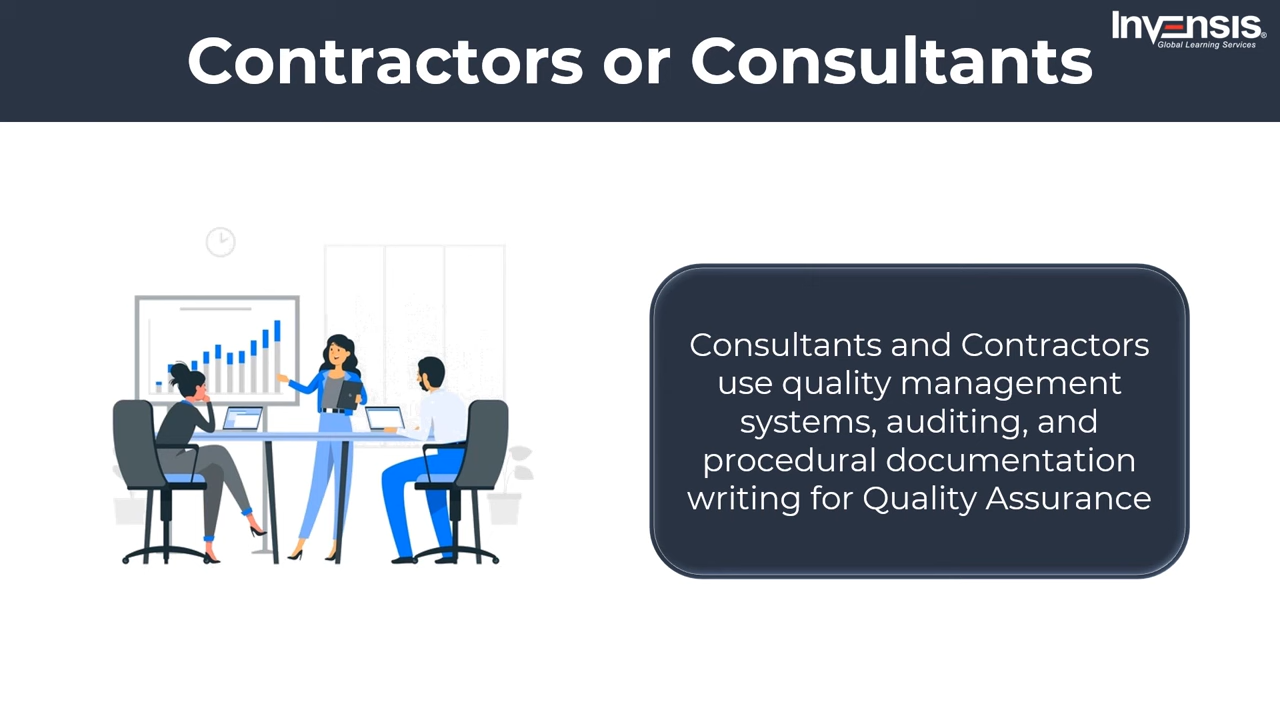 Contractors or Consultants
Invensis®
Global Learning Services
Consultants and Contractors
use quality management
systems, auditing, and
procedural documentation
writing for Quality Assurance